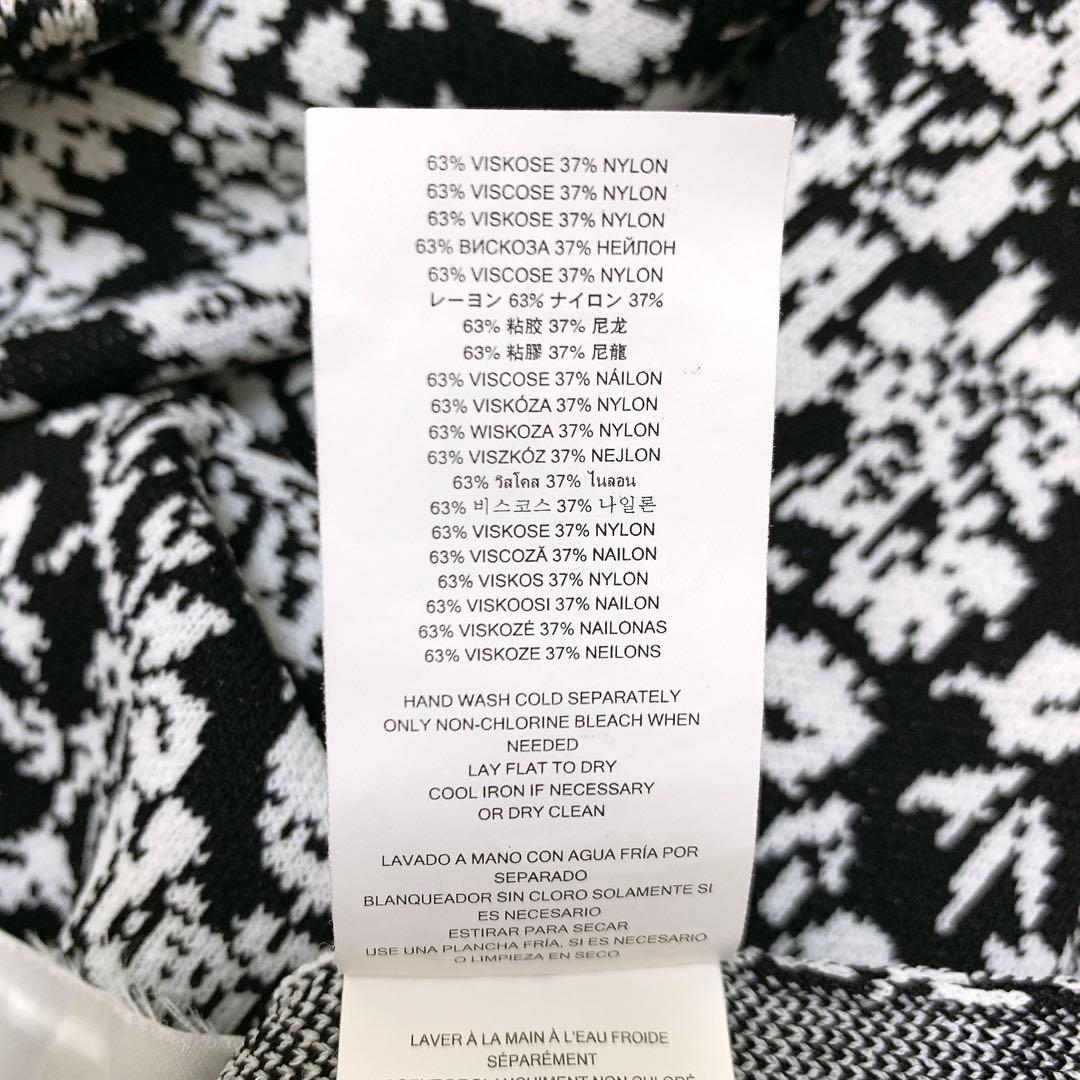 63% VISKOSE 37% NYLON
63% VISCOSE 37% NYLON
63% VISKOSE 37% NYLON
63% ВИСКОЗА 37% НЕЙЛОН
63% VISCOSE 37% NYLON
レーヨン 63% ナイロン 37%
63% 粘胶 37% 尼龙
63% 粘膠 37% 尼龍
63% VISCOSE 37% NÁILON
63% VISKÓZA 37% NYLON
63% WISKOZA 37% NYLON
63% VISZKÓZ 37% NEJLON
63% วิสโคส 37% ไนลอน
63% 비스코스 37% 나일론
63% VISKOSE 37% NYLON
63% VISCOZĂ 37% NAILON
63% VISKOS 37% NYLON
63% VISKOOSI 37% NAILON
63% VISKOZĖ 37% NAILONAS
63% VISKOZE 37% NEILONS
HAND WASH COLD SEPARATELY
ONLY NON-CHLORINE BLEACH WHEN
NEEDED
LAY FLAT TO DRY
COOL IRON IF NECESSARY
OR DRY CLEAN
LAVADO A MANO CON AGUA FRÍA POR
SEPARADO
BLANQUEADOR SIN CLORO SOLAMENTE SI
ES NECESARIO
ESTIRAR PARA SECAR
USE UNA PLANCHA FRÍA, SI ES NECESARIO
O LIMPIEZA EN SECO
LAVER À LA MAIN À L'EAU FROIDE
SÉPARÉMENT